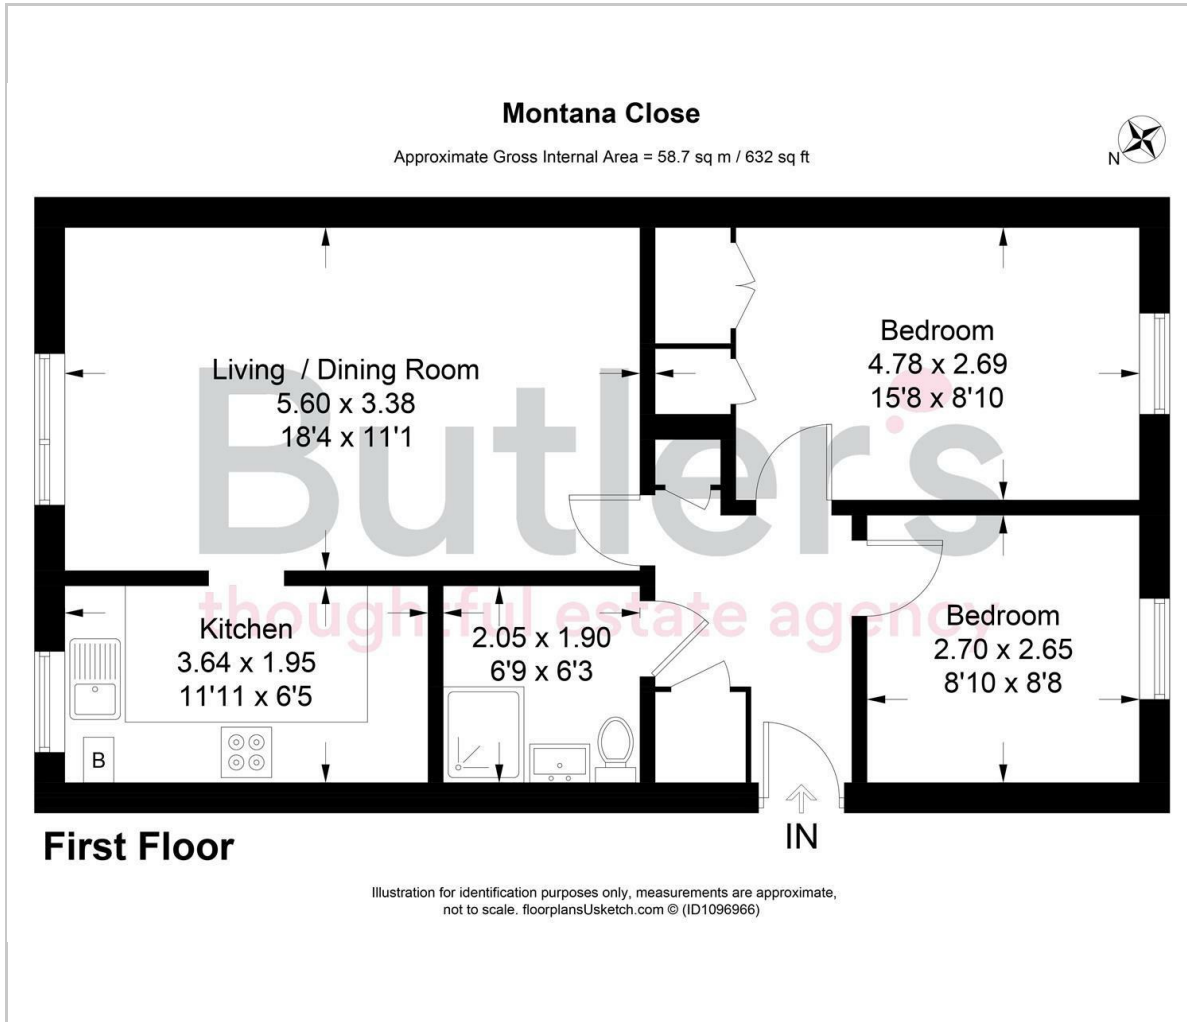 Montana Close
Approximate Gross Internal Area = 58.7 sq m / 632 sq ft
N
Living / Dining Room
5.60 x 3.38
18'4 x 11'1
Bedroom
4.78 x 2.69
15'8 x 8'10
Butlers
thoughtful estate agency
Kitchen
3.64 x 1.95
11'11 x 6'5
2.05 x 1.90
6'9 x 6'3
Bedroom
2.70 x 2.65
8'10 x 8'8
B
IN
First Floor
Illustration for identification purposes only, measurements are approximate,
not to scale. floorplansUsketch.com © (ID1096966)